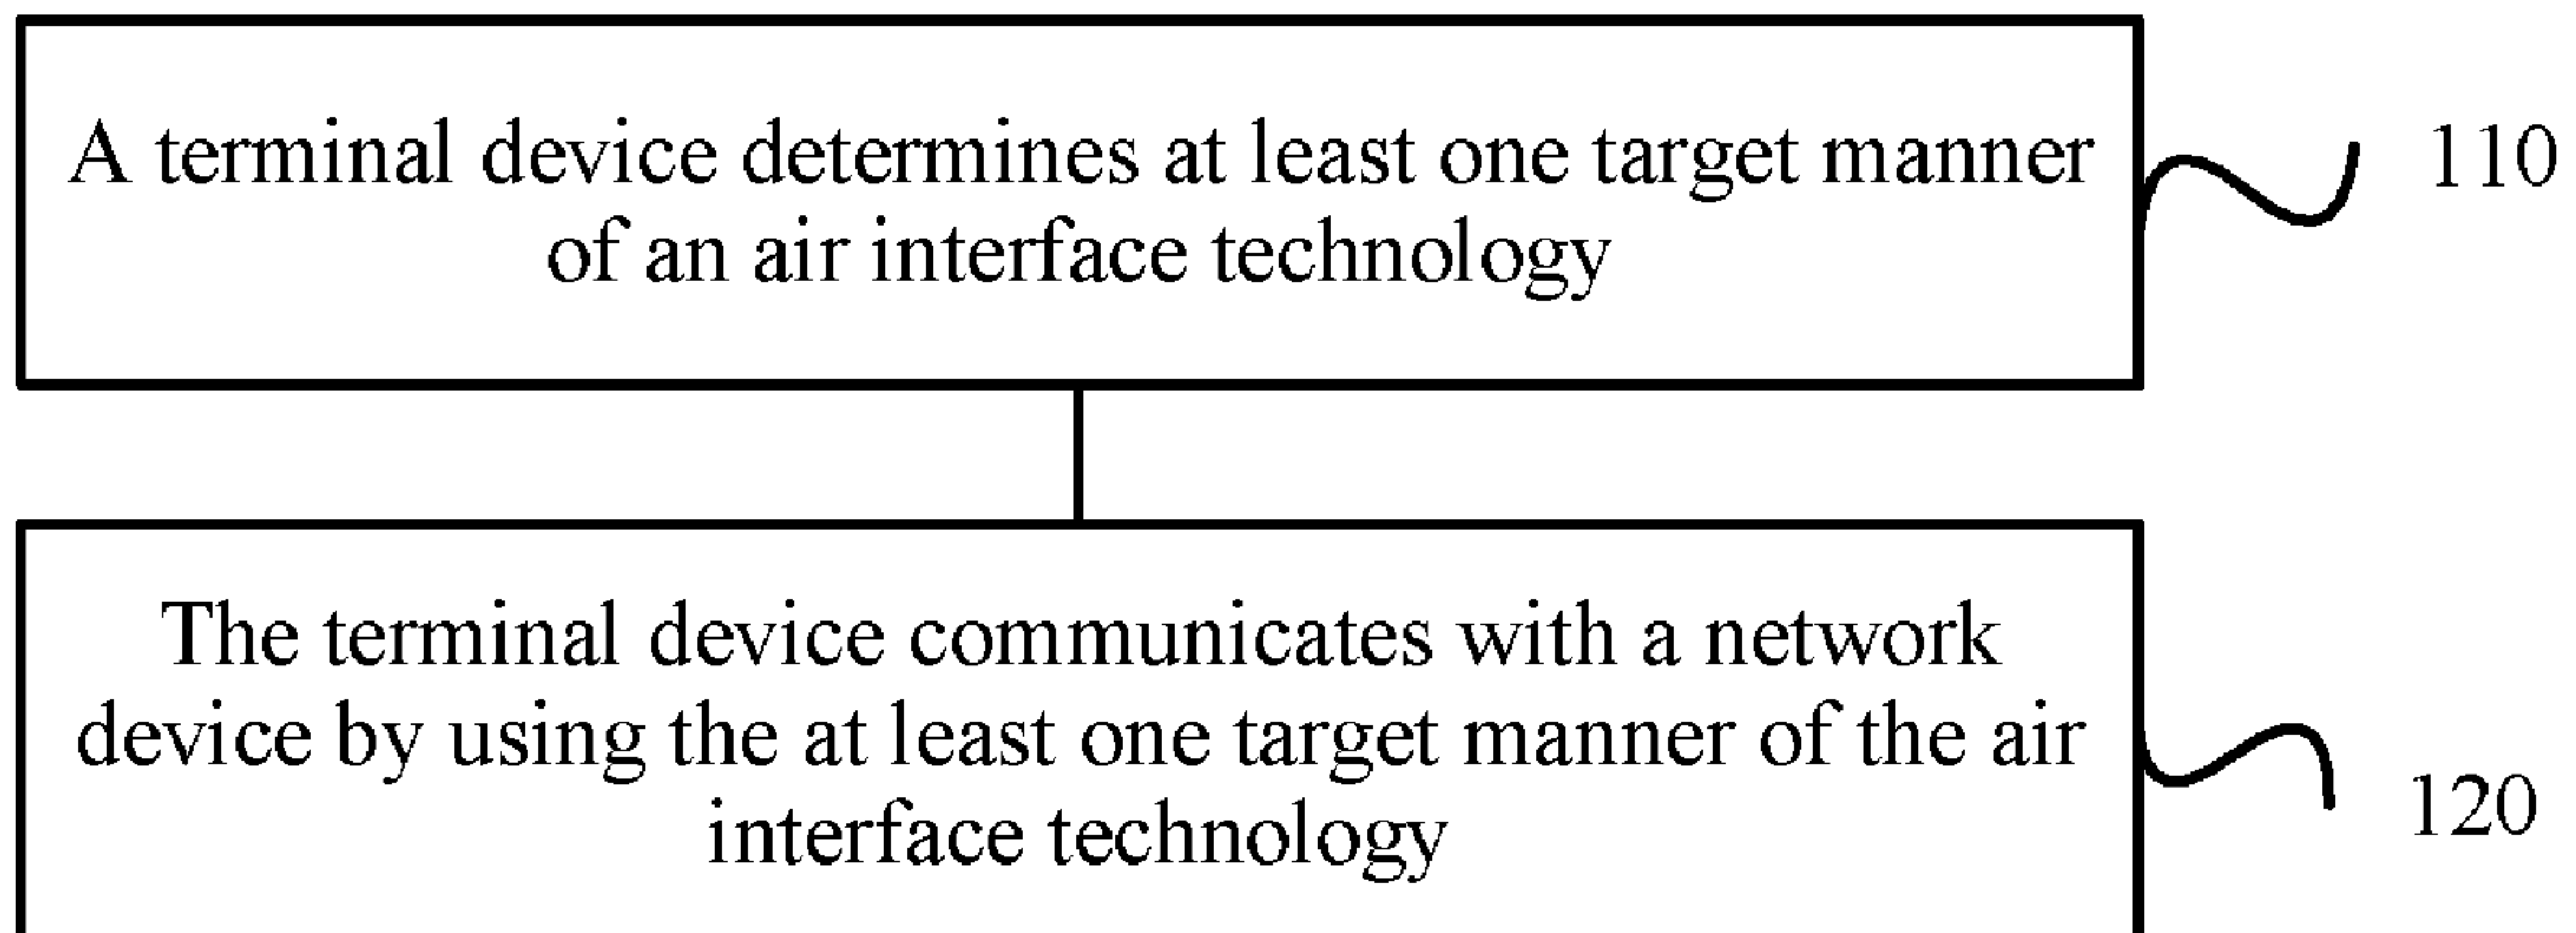 A terminal device determines at least one target manner
of an air interface technology
110
The terminal device communicates with a network
device by using the at least one target manner of the air
interface technology
120